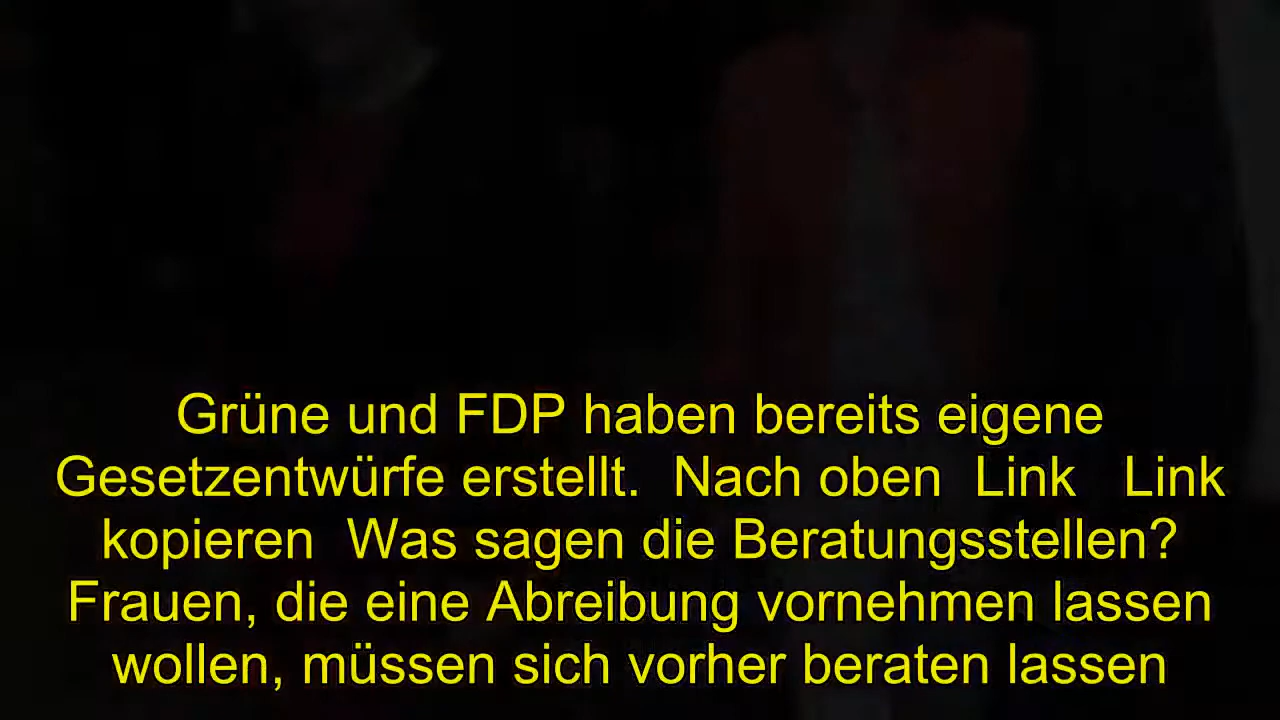 Grüne und FDP haben bereits eigene
Gesetzentwürfe erstellt.  Nach oben  Link   Link
kopieren  Was sagen die Beratungsstellen?
Frauen, die eine Abreibung vornehmen lassen
wollen, müssen sich vorher beraten lassen